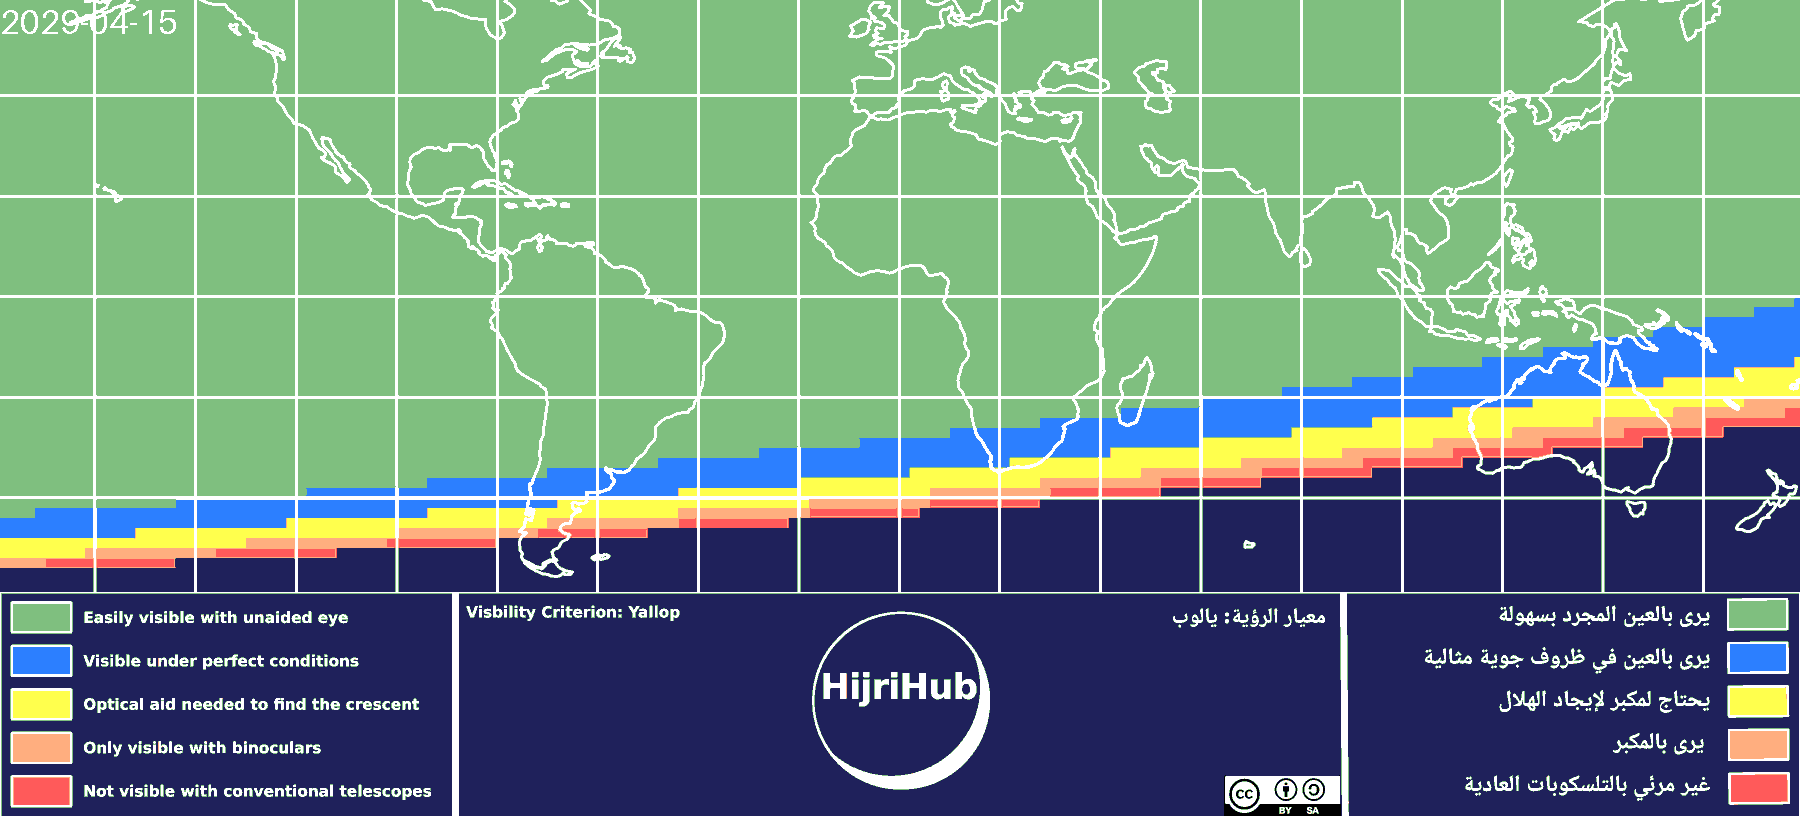 2029-04-15
Easily visible with unaided eye
Visible under perfect conditions
Optical aid needed to find the crescent
Only visible with binoculars
Not visible with conventional telescopes
Visbility Criterion: Yallop
معيار الرؤية: يالوب
HijriHub
cc
BY SA
يرى بالعين المجرد بسهولة
يرى بالعين في ظروف جوية مثالية
يحتاج لمكبر لإيجاد الهلال
يرى بالمكبر
غير مرئي بالتلسكوبات العادية